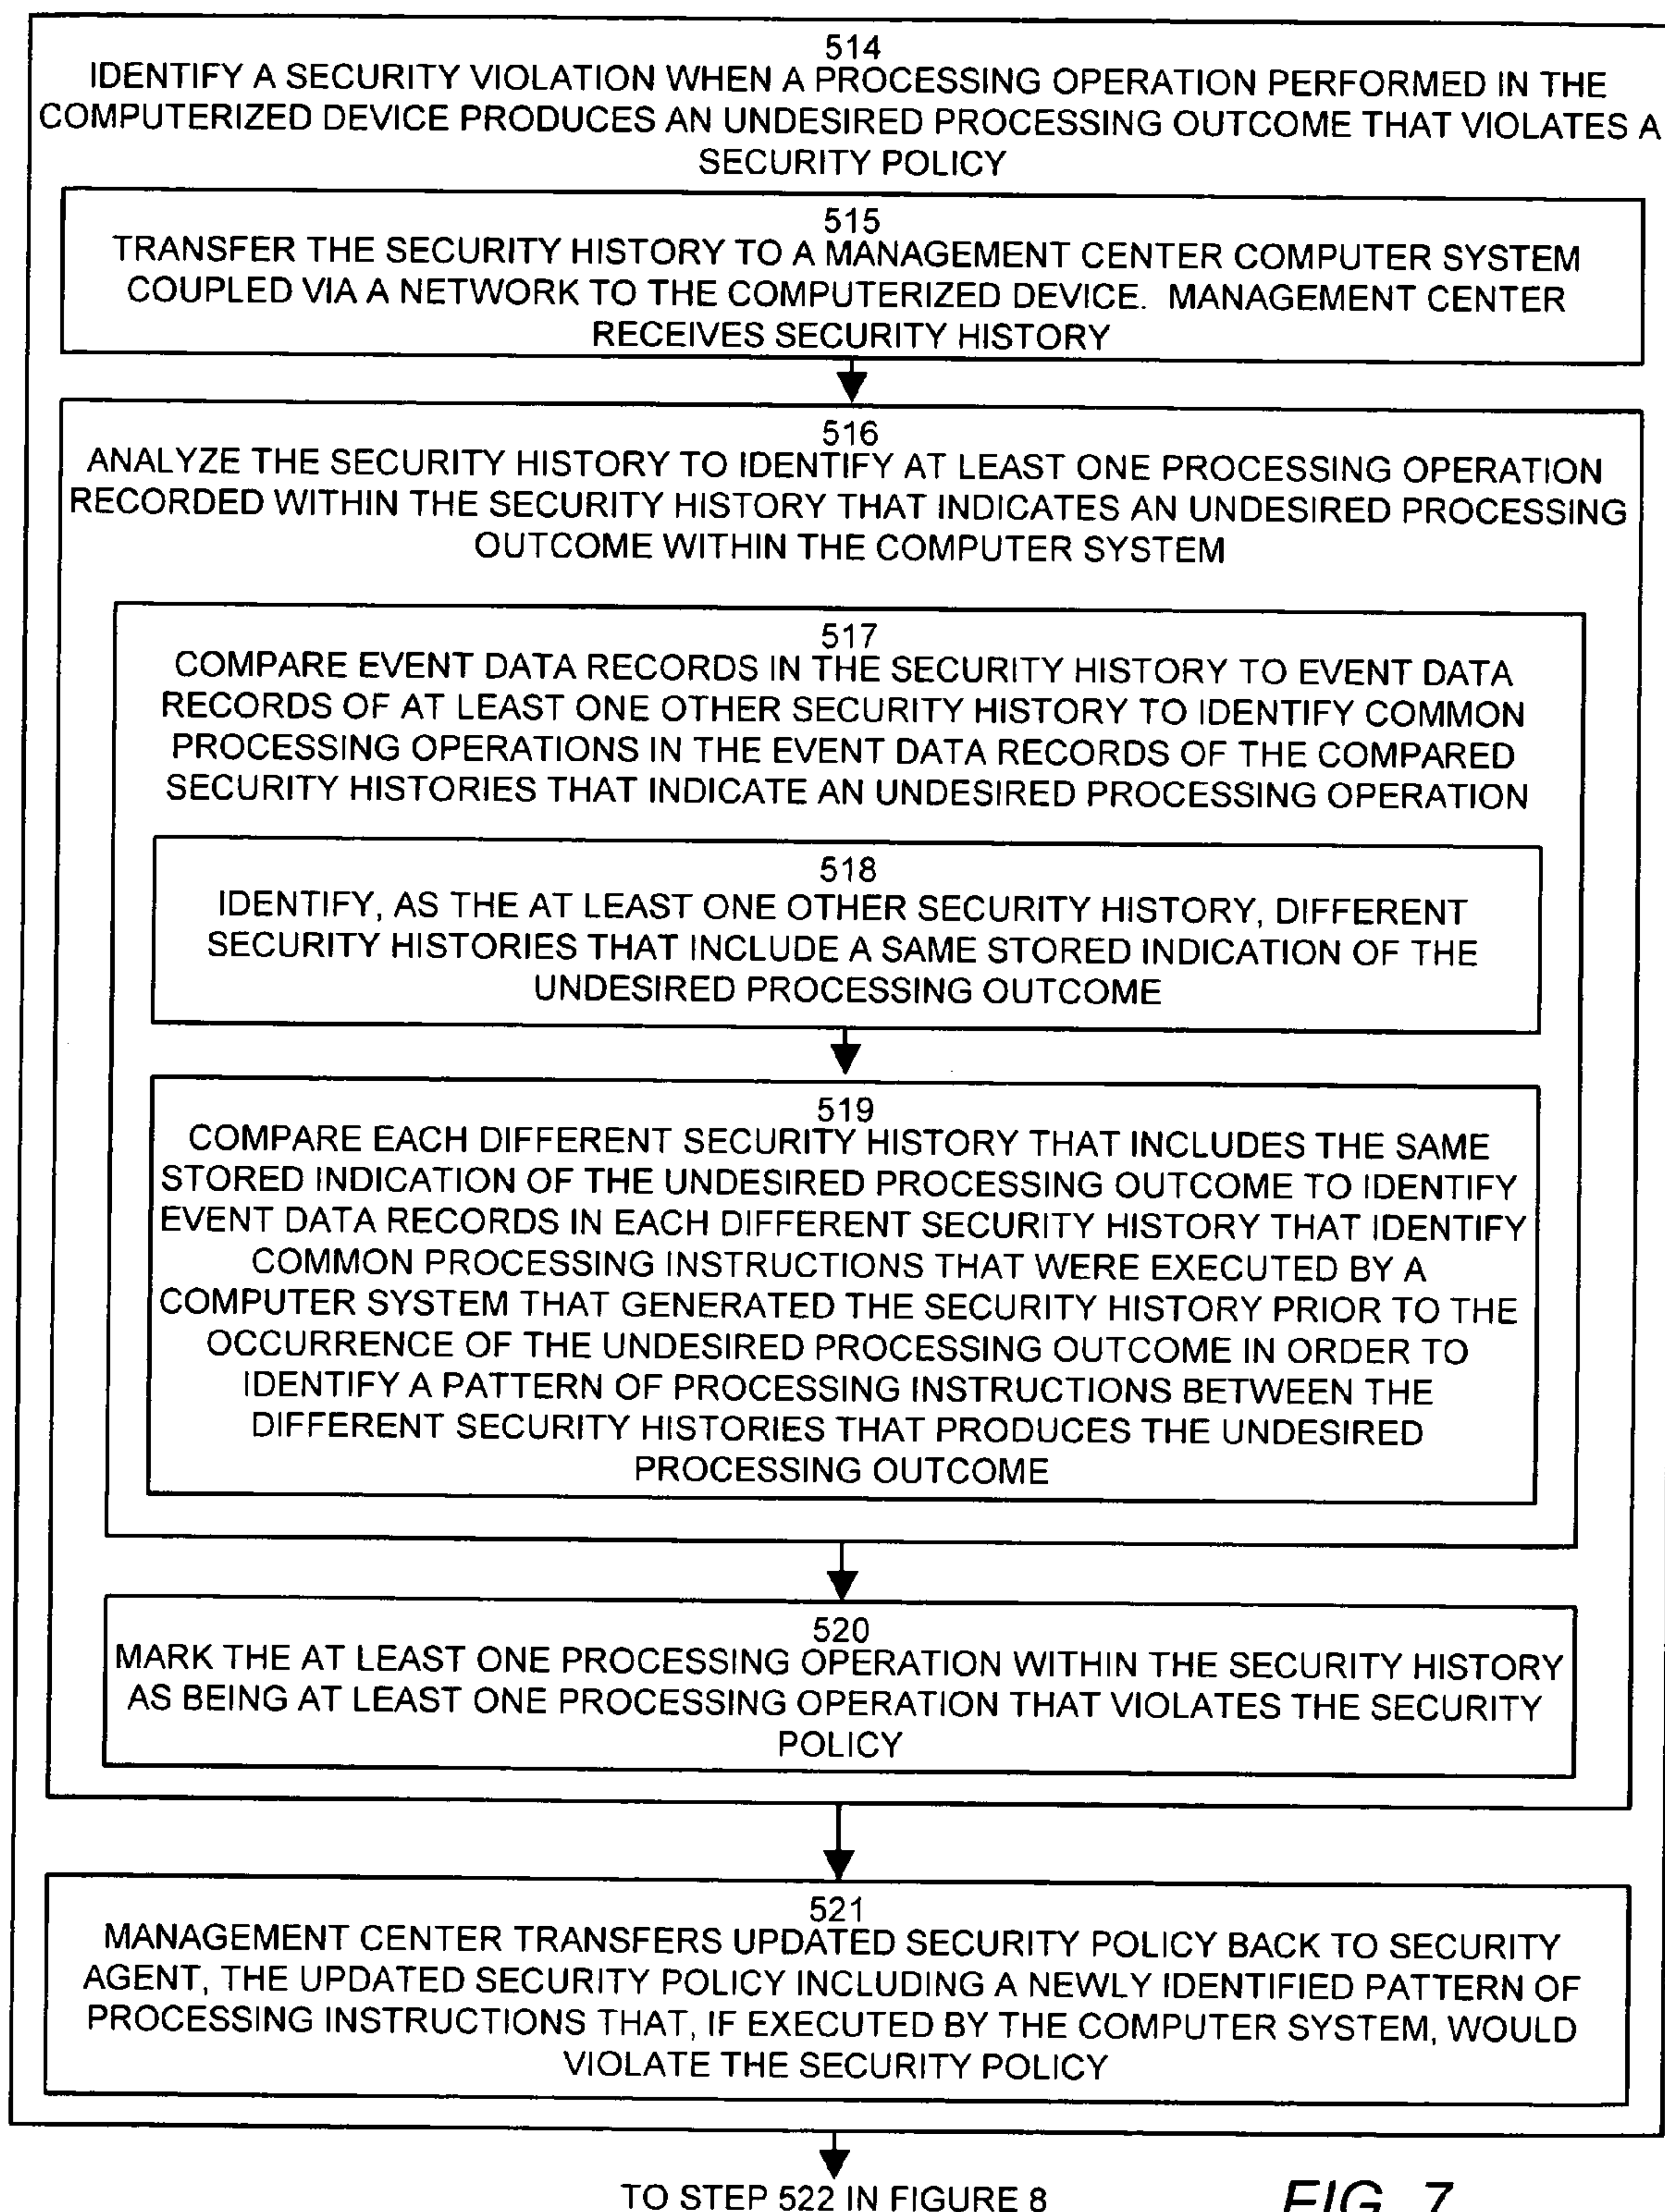 514
IDENTIFY A SECURITY VIOLATION WHEN A PROCESSING OPERATION PERFORMED IN THE
COMPUTERIZED DEVICE PRODUCES AN UNDESIRED PROCESSING OUTCOME THAT VIOLATES A
SECURITY POLICY
515
TRANSFER THE SECURITY HISTORY TO A MANAGEMENT CENTER COMPUTER SYSTEM
COUPLED VIA A NETWORK TO THE COMPUTERIZED DEVICE. MANAGEMENT CENTER
RECEIVES SECURITY HISTORY
516
ANALYZE THE SECURITY HISTORY TO IDENTIFY AT LEAST ONE PROCESSING OPERATION
RECORDED WITHIN THE SECURITY HISTORY THAT INDICATES AN UNDESIRED PROCESSING
OUTCOME WITHIN THE COMPUTER SYSTEM
517
COMPARE EVENT DATA RECORDS IN THE SECURITY HISTORY TO EVENT DATA
RECORDS OF AT LEAST ONE OTHER SECURITY HISTORY TO IDENTIFY COMMON
PROCESSING OPERATIONS IN THE EVENT DATA RECORDS OF THE COMPARED
SECURITY HISTORIES THAT INDICATE AN UNDESIRED PROCESSING OPERATION
518
IDENTIFY, AS THE AT LEAST ONE OTHER SECURITY HISTORY, DIFFERENT
SECURITY HISTORIES THAT INCLUDE A SAME STORED INDICATION OF THE
UNDESIRED PROCESSING OUTCOME
519
COMPARE EACH DIFFERENT SECURITY HISTORY THAT INCLUDES THE SAME
STORED INDICATION OF THE UNDESIRED PROCESSING OUTCOME TO IDENTIFY
EVENT DATA RECORDS IN EACH DIFFERENT SECURITY HISTORY THAT IDENTIFY
COMMON PROCESSING INSTRUCTIONS THAT WERE EXECUTED BY A
COMPUTER SYSTEM THAT GENERATED THE SECURITY HISTORY PRIOR TO THE
OCCURRENCE OF THE UNDESIRED PROCESSING OUTCOME IN ORDER TO
IDENTIFY A PATTERN OF PROCESSING INSTRUCTIONS BETWEEN THE
DIFFERENT SECURITY HISTORIES THAT PRODUCES THE UNDESIRED
PROCESSING OUTCOME
520
MARK THE AT LEAST ONE PROCESSING OPERATION WITHIN THE SECURITY HISTORY
AS BEING AT LEAST ONE PROCESSING OPERATION THAT VIOLATES THE SECURITY
POLICY
521
MANAGEMENT CENTER TRANSFERS UPDATED SECURITY POLICY BACK TO SECURITY
AGENT, THE UPDATED SECURITY POLICY INCLUDING A NEWLY IDENTIFIED PATTERN OF
PROCESSING INSTRUCTIONS THAT, IF EXECUTED BY THE COMPUTER SYSTEM, WOULD
VIOLATE THE SECURITY POLICY
TO STEP 522 IN FIGURE 8
FIG. 7